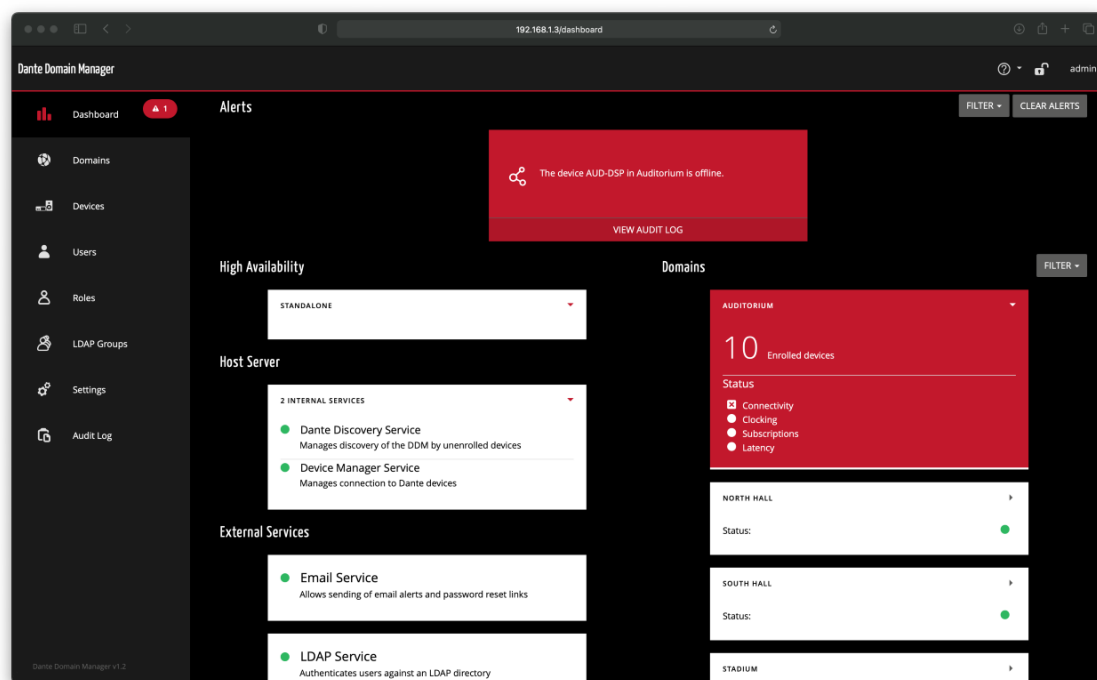 192.168.1.3/dashboard
Dante Domain Manager
admin
Dashboard
1
Domains
Devices
Users
Roles
LDAP Groups
Settings
Audit Log
Dante Domain Manager v1.2
Alerts
FILTER
CLEAR ALERTS
The device AUD-DSP in Auditorium is offline.
VIEW AUDIT LOG
High Availability
STANDALONE
Host Server
2 INTERNAL SERVICES
Dante Discovery Service
Manages discovery of the DDM by unenrolled devices
Device Manager Service
Manages connection to Dante devices
External Services
Email Service
Allows sending of email alerts and password reset links
LDAP Service
Authenticates users against an LDAP directory
Domains
FILTER
AUDITORIUM
10 Enrolled devices
Status
Connectivity
Clocking
Subscriptions
Latency
NORTH HALL
Status:
SOUTH HALL
Status:
STADIUM